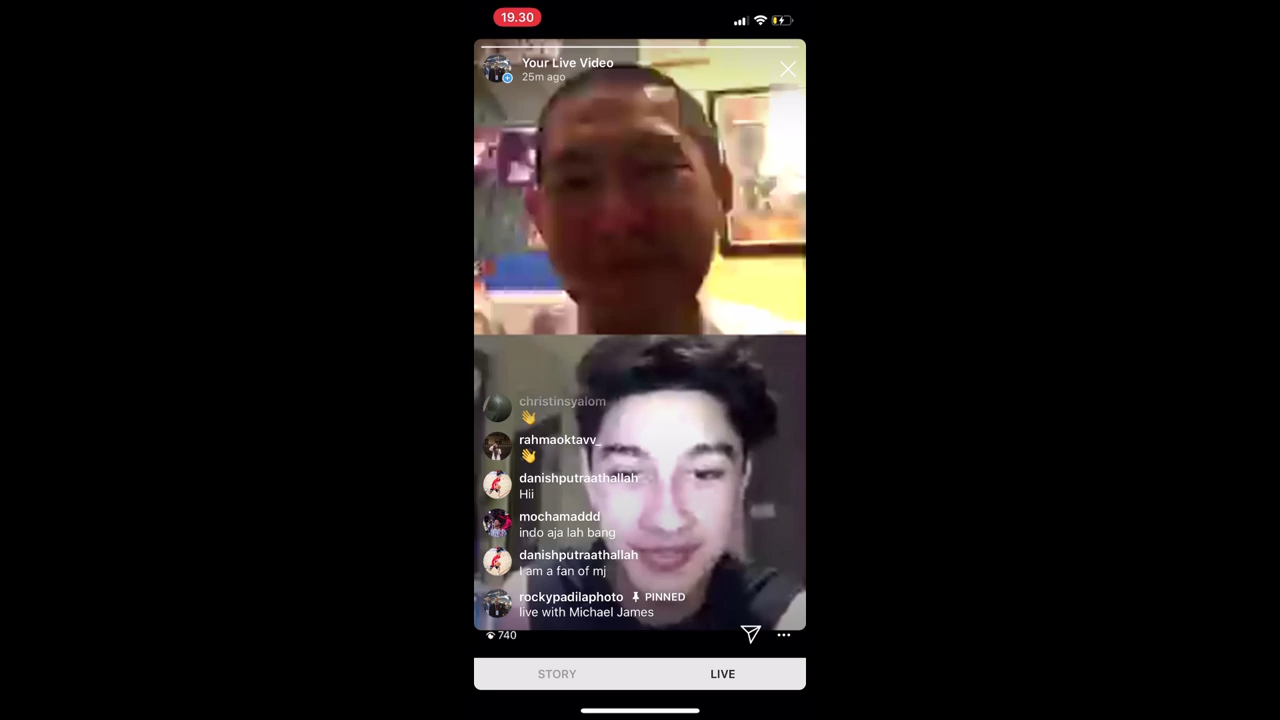 19.30
Your Live Video
25m ago
christinsyalom
👋
rahmaoktavv_
👋
danishputraathallah
Hii
mochamaddd
indo aja lah bang
danishputraathallah
I am a fan of mj
rockypadilaphoto PINNED
live with Michael James
740
STORY LIVE